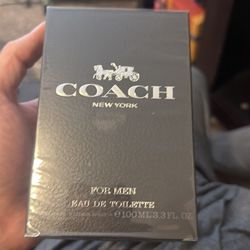 COACH
NEW YORK
FOR MEN
EAU DE TOILETTE
100ML 3.3 FL. OZ